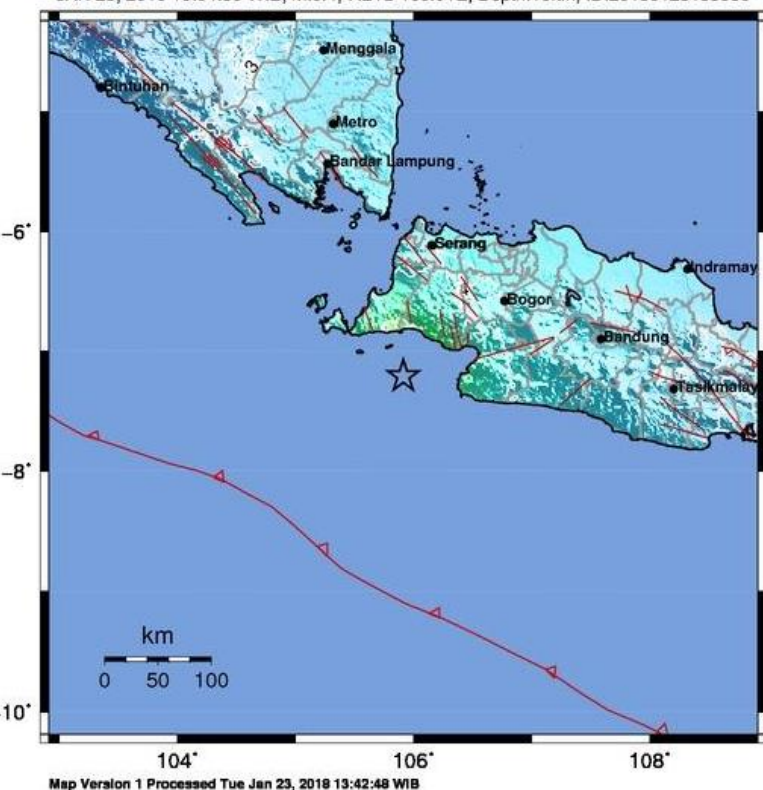 Menggala
3
Bintuhan
Metro
Bandar Lampung
-6°
Serang
Indramay
Bogor
Bandung
Tasikmalay
-8°
km
0 50 100
-10°
104° 106° 108°
Map Version 1 Processed Tue Jan 23, 2018 13:42:48 WIB